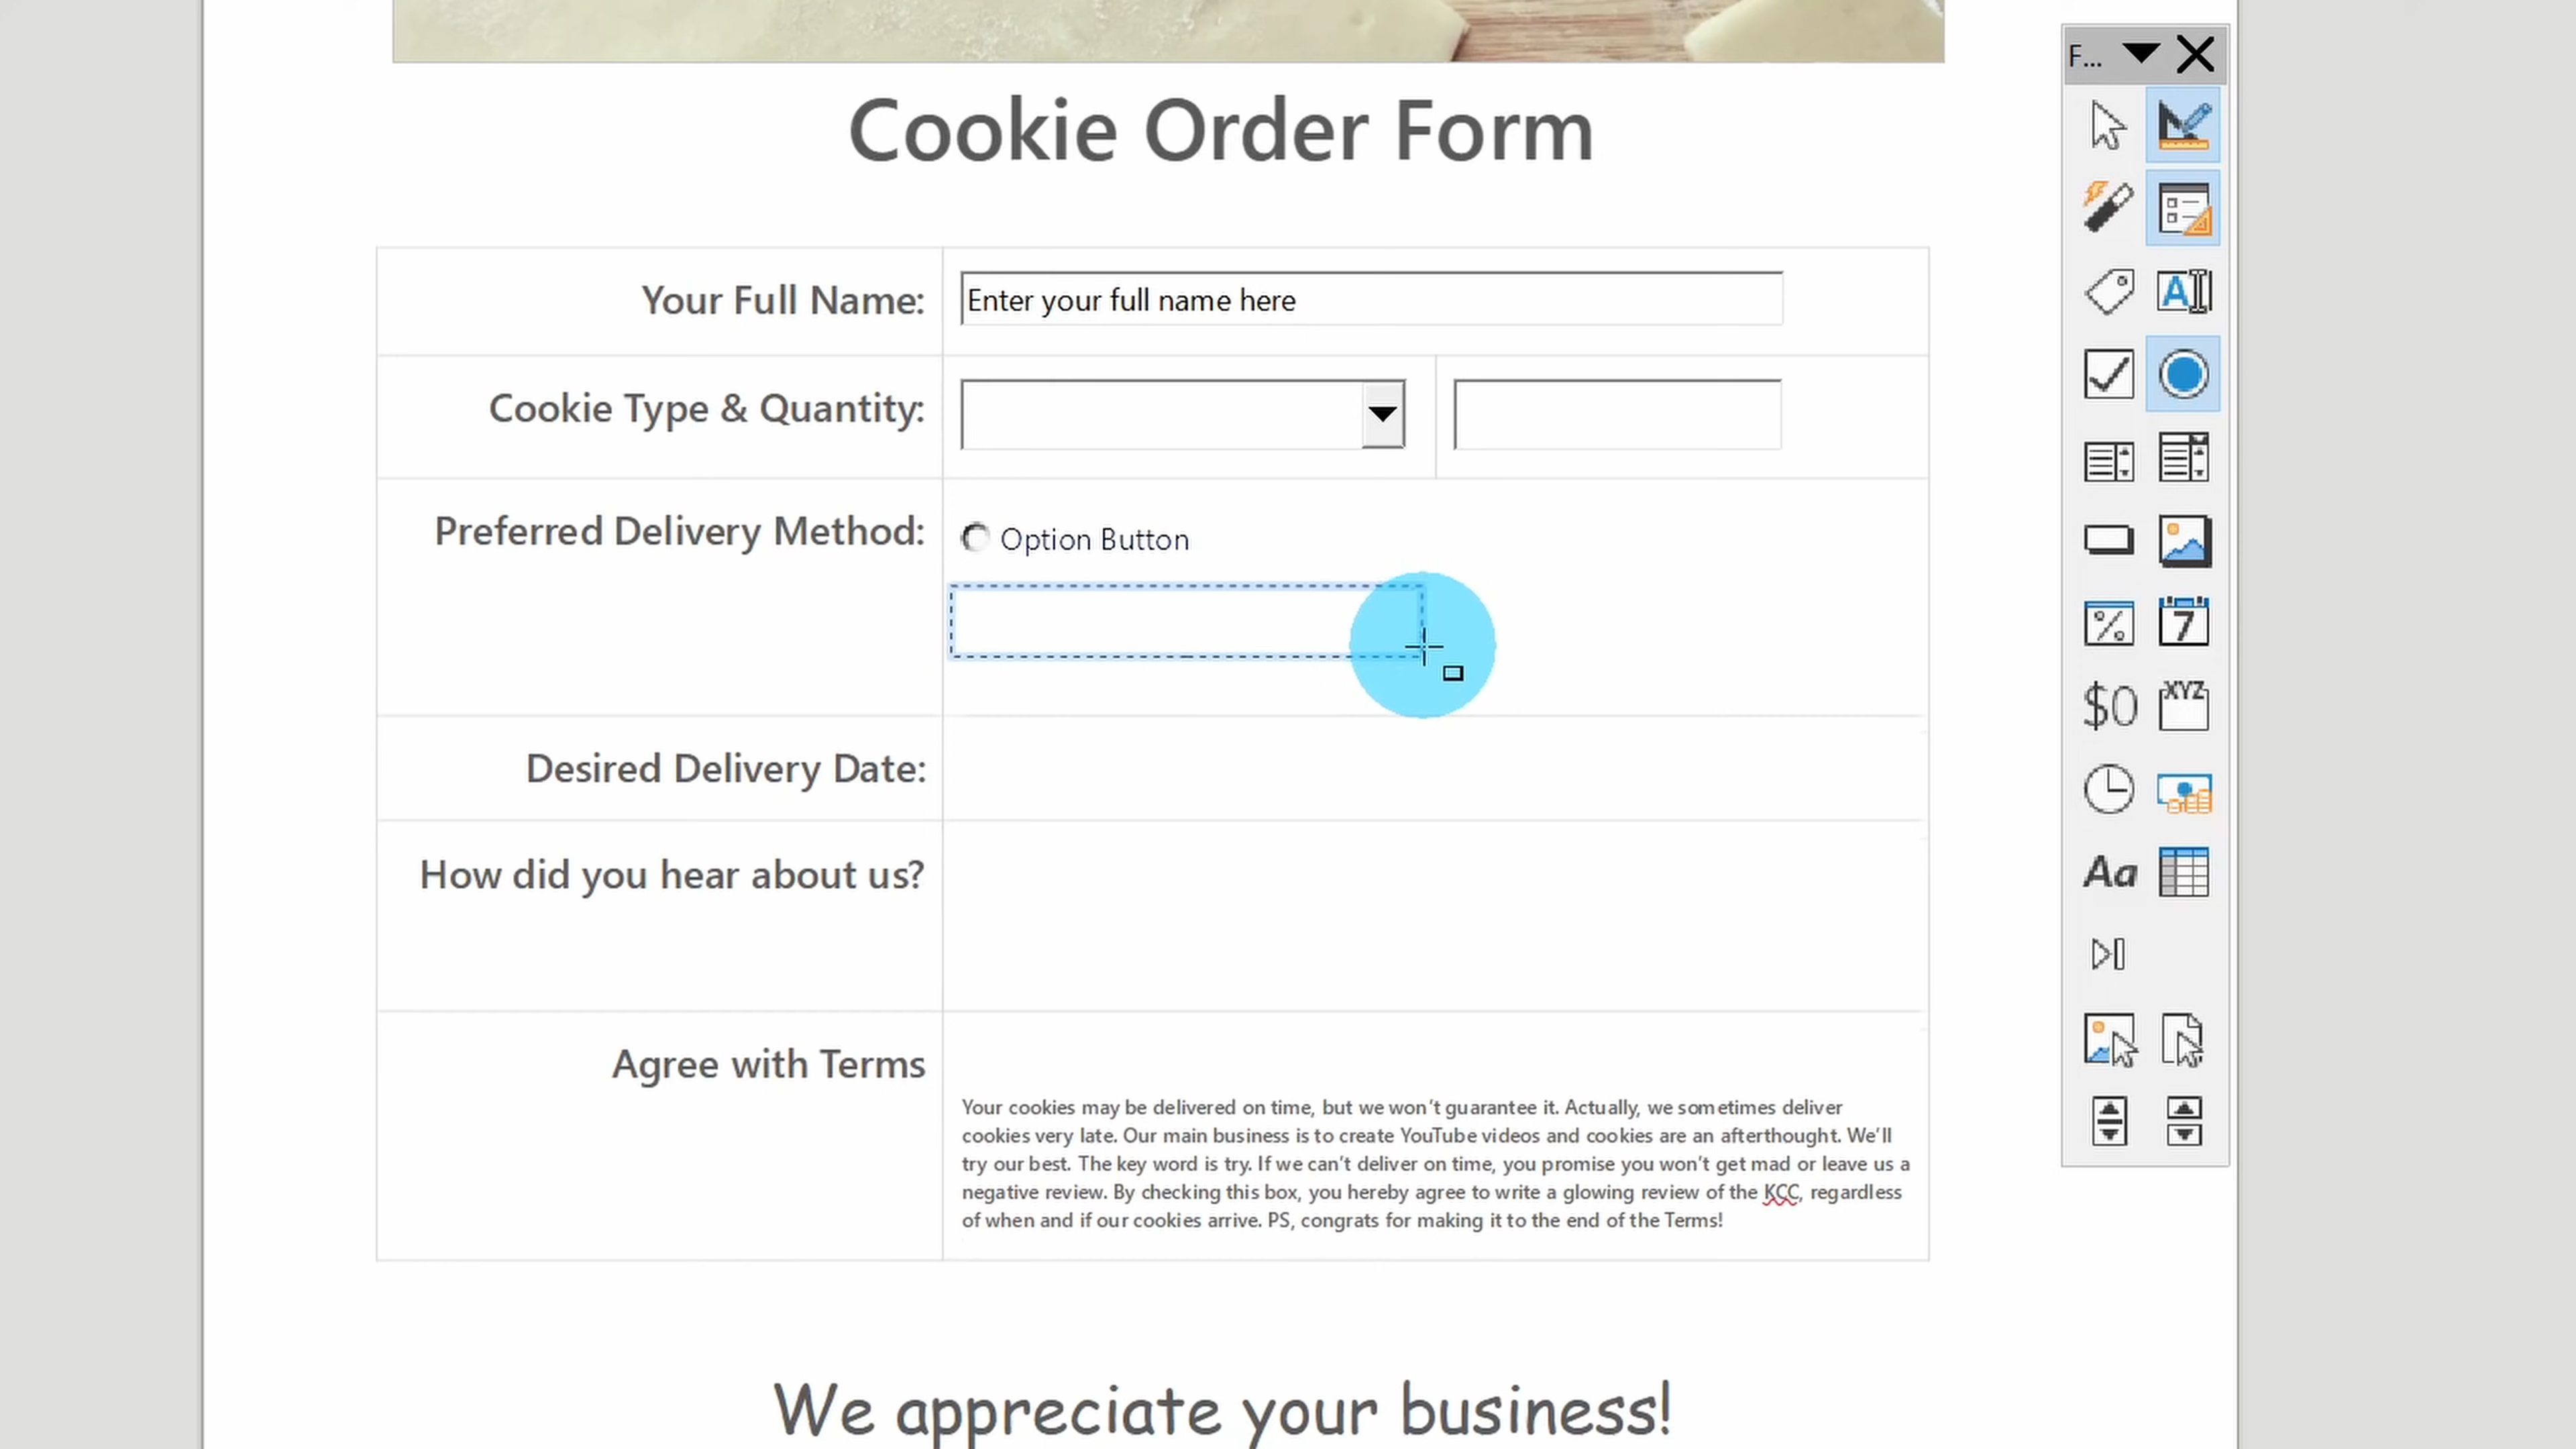 F...
Cookie Order Form
Your Full Name:
Enter your full name here
Cookie Type & Quantity:
Preferred Delivery Method:
Option Button
Desired Delivery Date:
How did you hear about us?
Agree with Terms
Your cookies may be delivered on time, but we won't guarantee it. Actually, we sometimes deliver
cookies very late. Our main business is to create YouTube videos and cookies are an afterthought. We'll
try our best. The key word is try. If we can't deliver on time, you promise you won't get mad or leave us a
negative review. By checking this box, you hereby agree to write a glowing review of the KCC, regardless
of when and if our cookies arrive. PS, congrats for making it to the end of the Terms!
We appreciate your business!
A
%
7
$0
XYZ
Aa